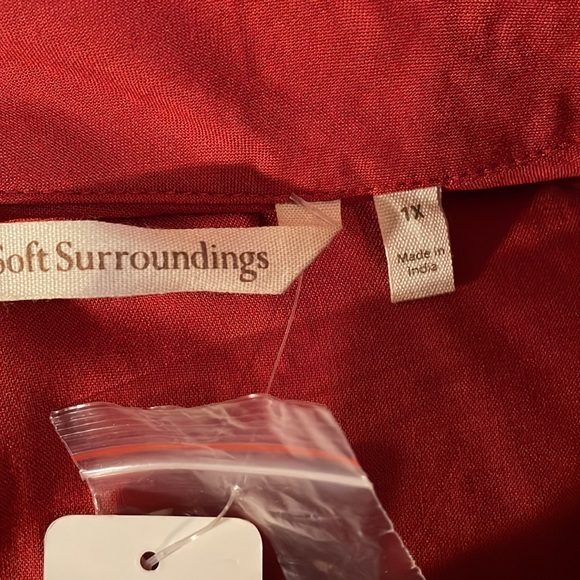 Soft Surroundings
1X
Made in
India